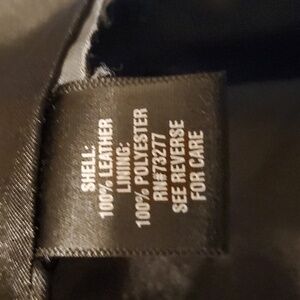 SHELL:
100% LEATHER
LINING:
100% POLYESTER
RN#73277
SEE REVERSE
FOR CARE